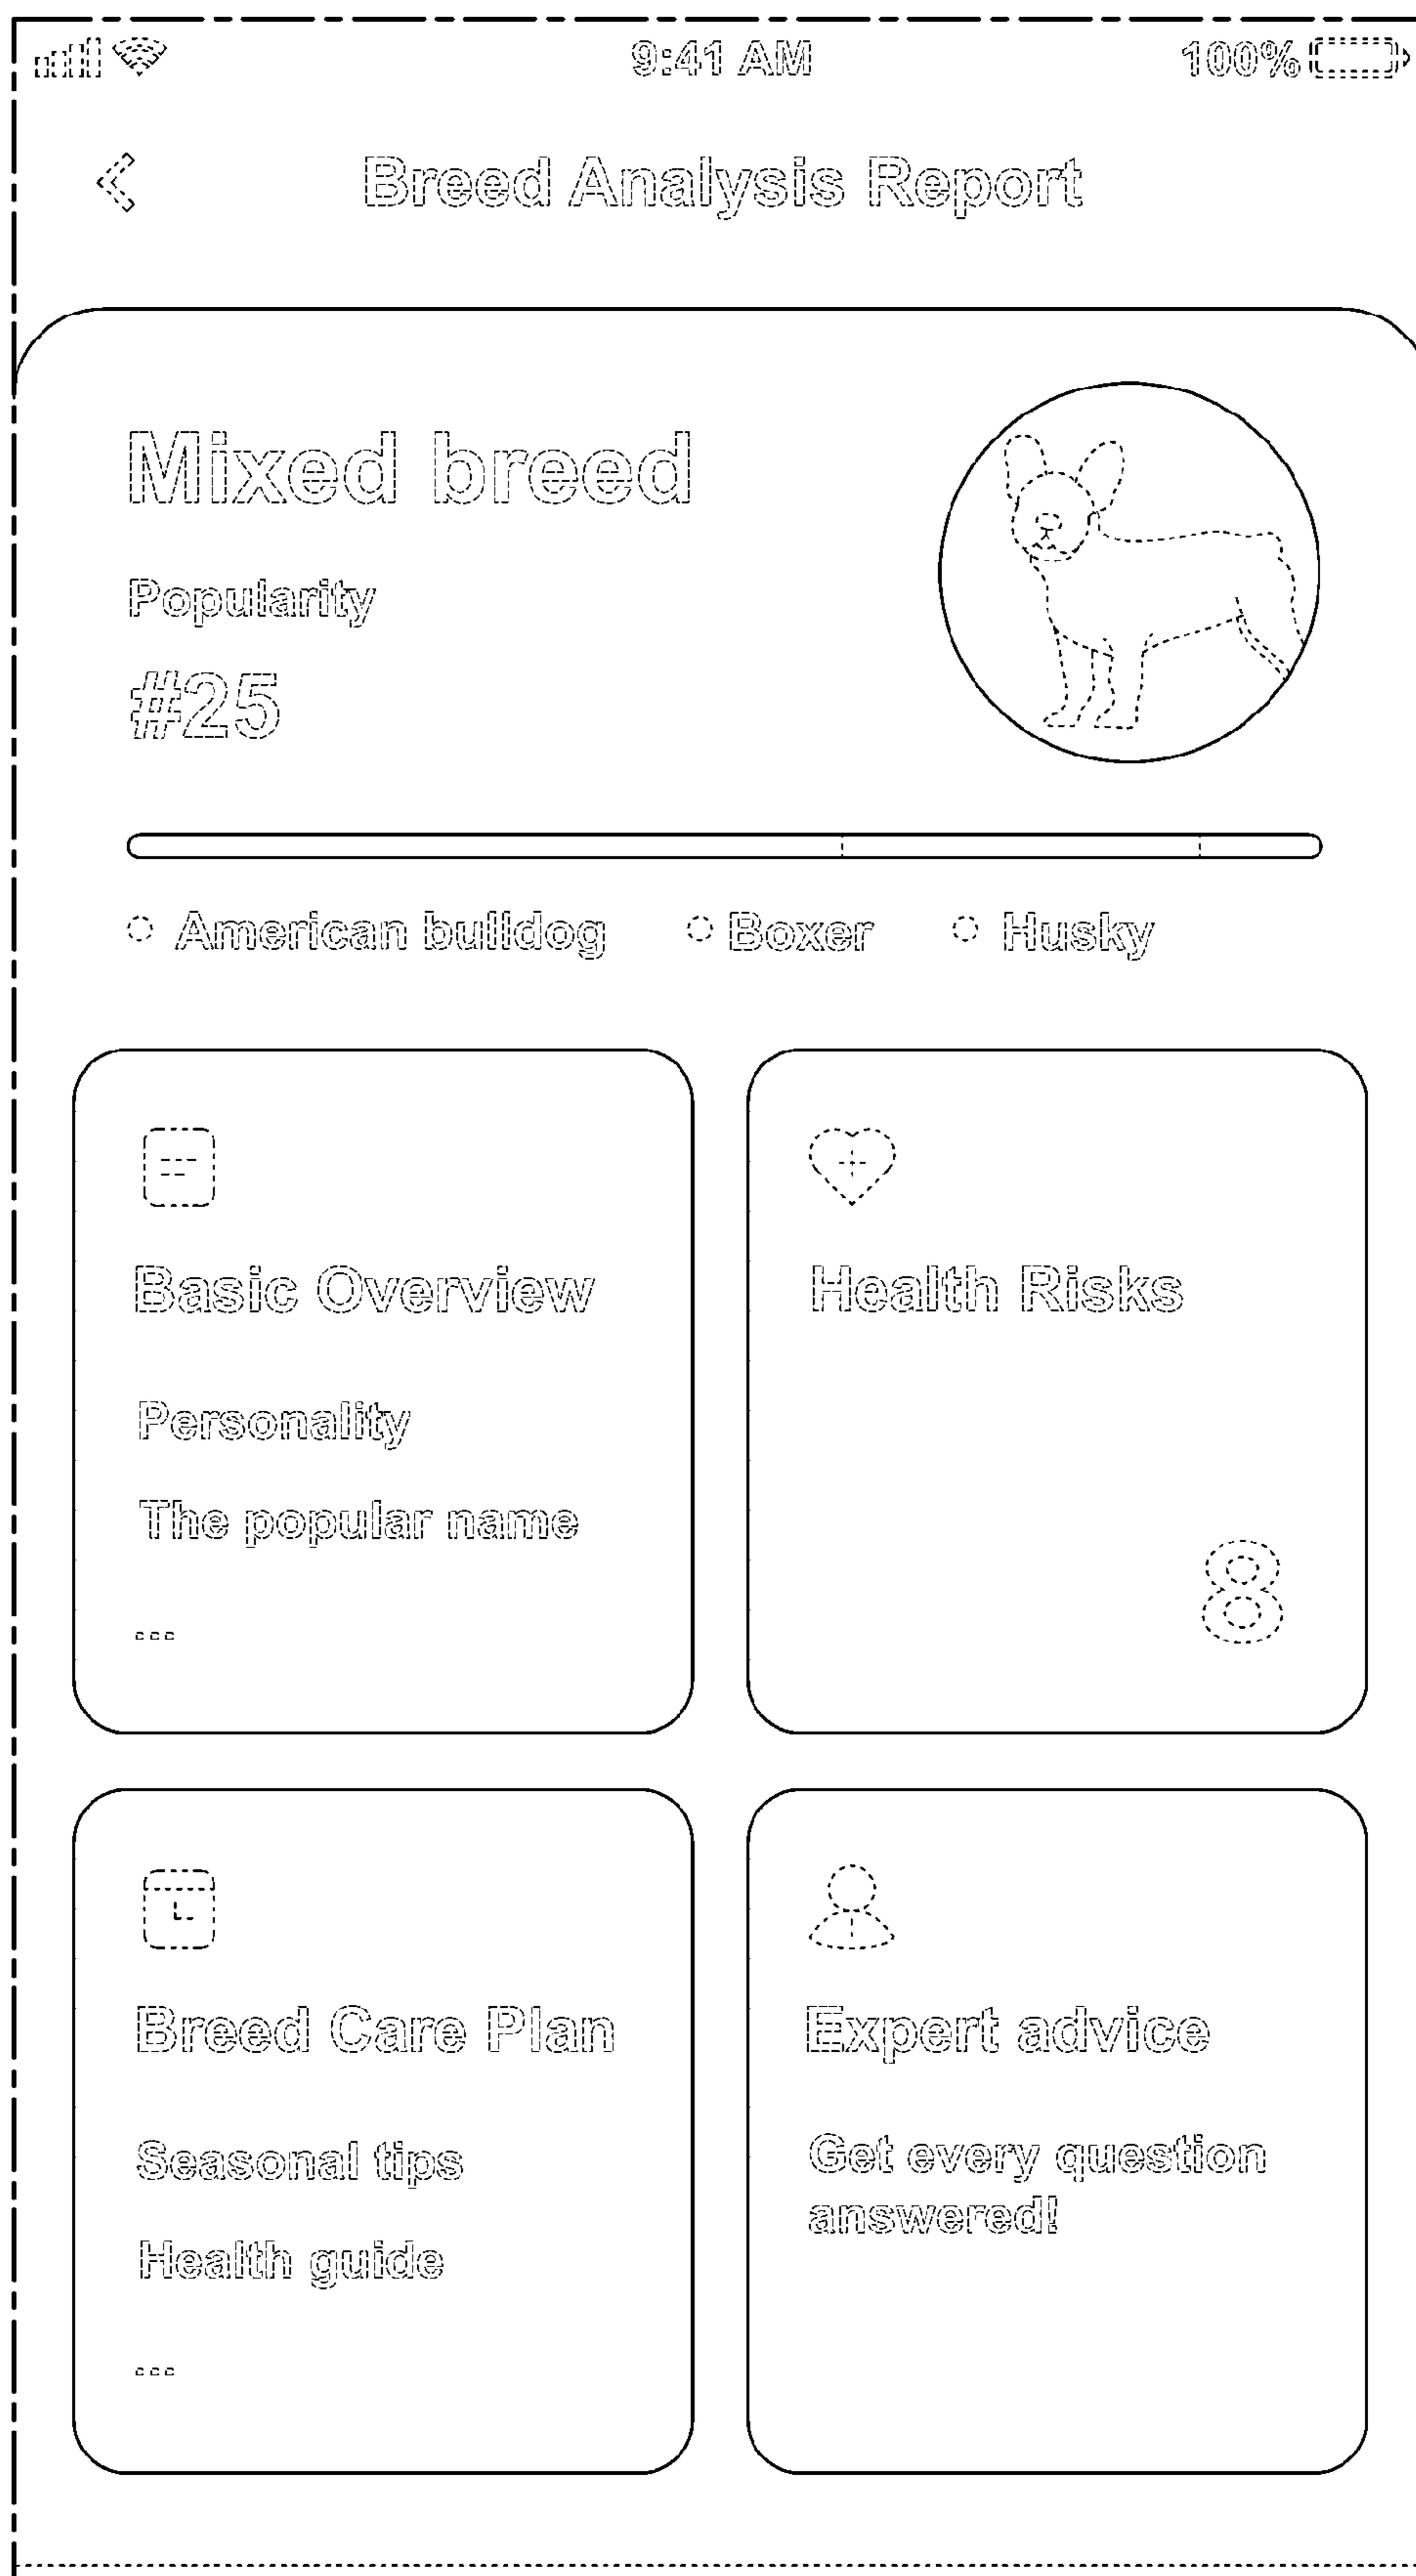 9:41 AM 100%
Breed Analysis Report
Mixed breed
Popularity
#25
American bulldog Boxer Husky
Basic Overview
Personality
The popular name
...
Health Risks
8
Breed Care Plan
Seasonal tips
Health guide
...
Expert advice
Get every question
answered!